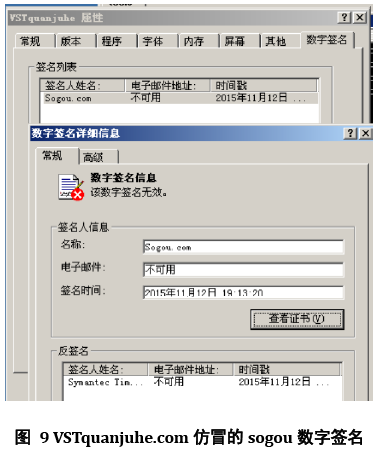 VSTquanjuhe 属性
常规 版本 程序 字体 内存 屏幕 其他 数字签名
签名列表
签名人姓名: 电子邮件地址: 时间戳
Sogou.com 不可用 2015年11月12日 ...
数字签名详细信息
常规 高级
数字签名信息
该数字签名无效。
签名人信息
名称: Sogou.com
电子邮件: 不可用
签名时间: 2015年11月12日 19:13:20
查看证书(V)
反签名
签名人姓名: 电子邮件地址: 时间戳
Symantec Tim... 不可用 2015年11月12日 ...
图 9 VSTquanjuhe.com 仿冒的 sogou 数字签名